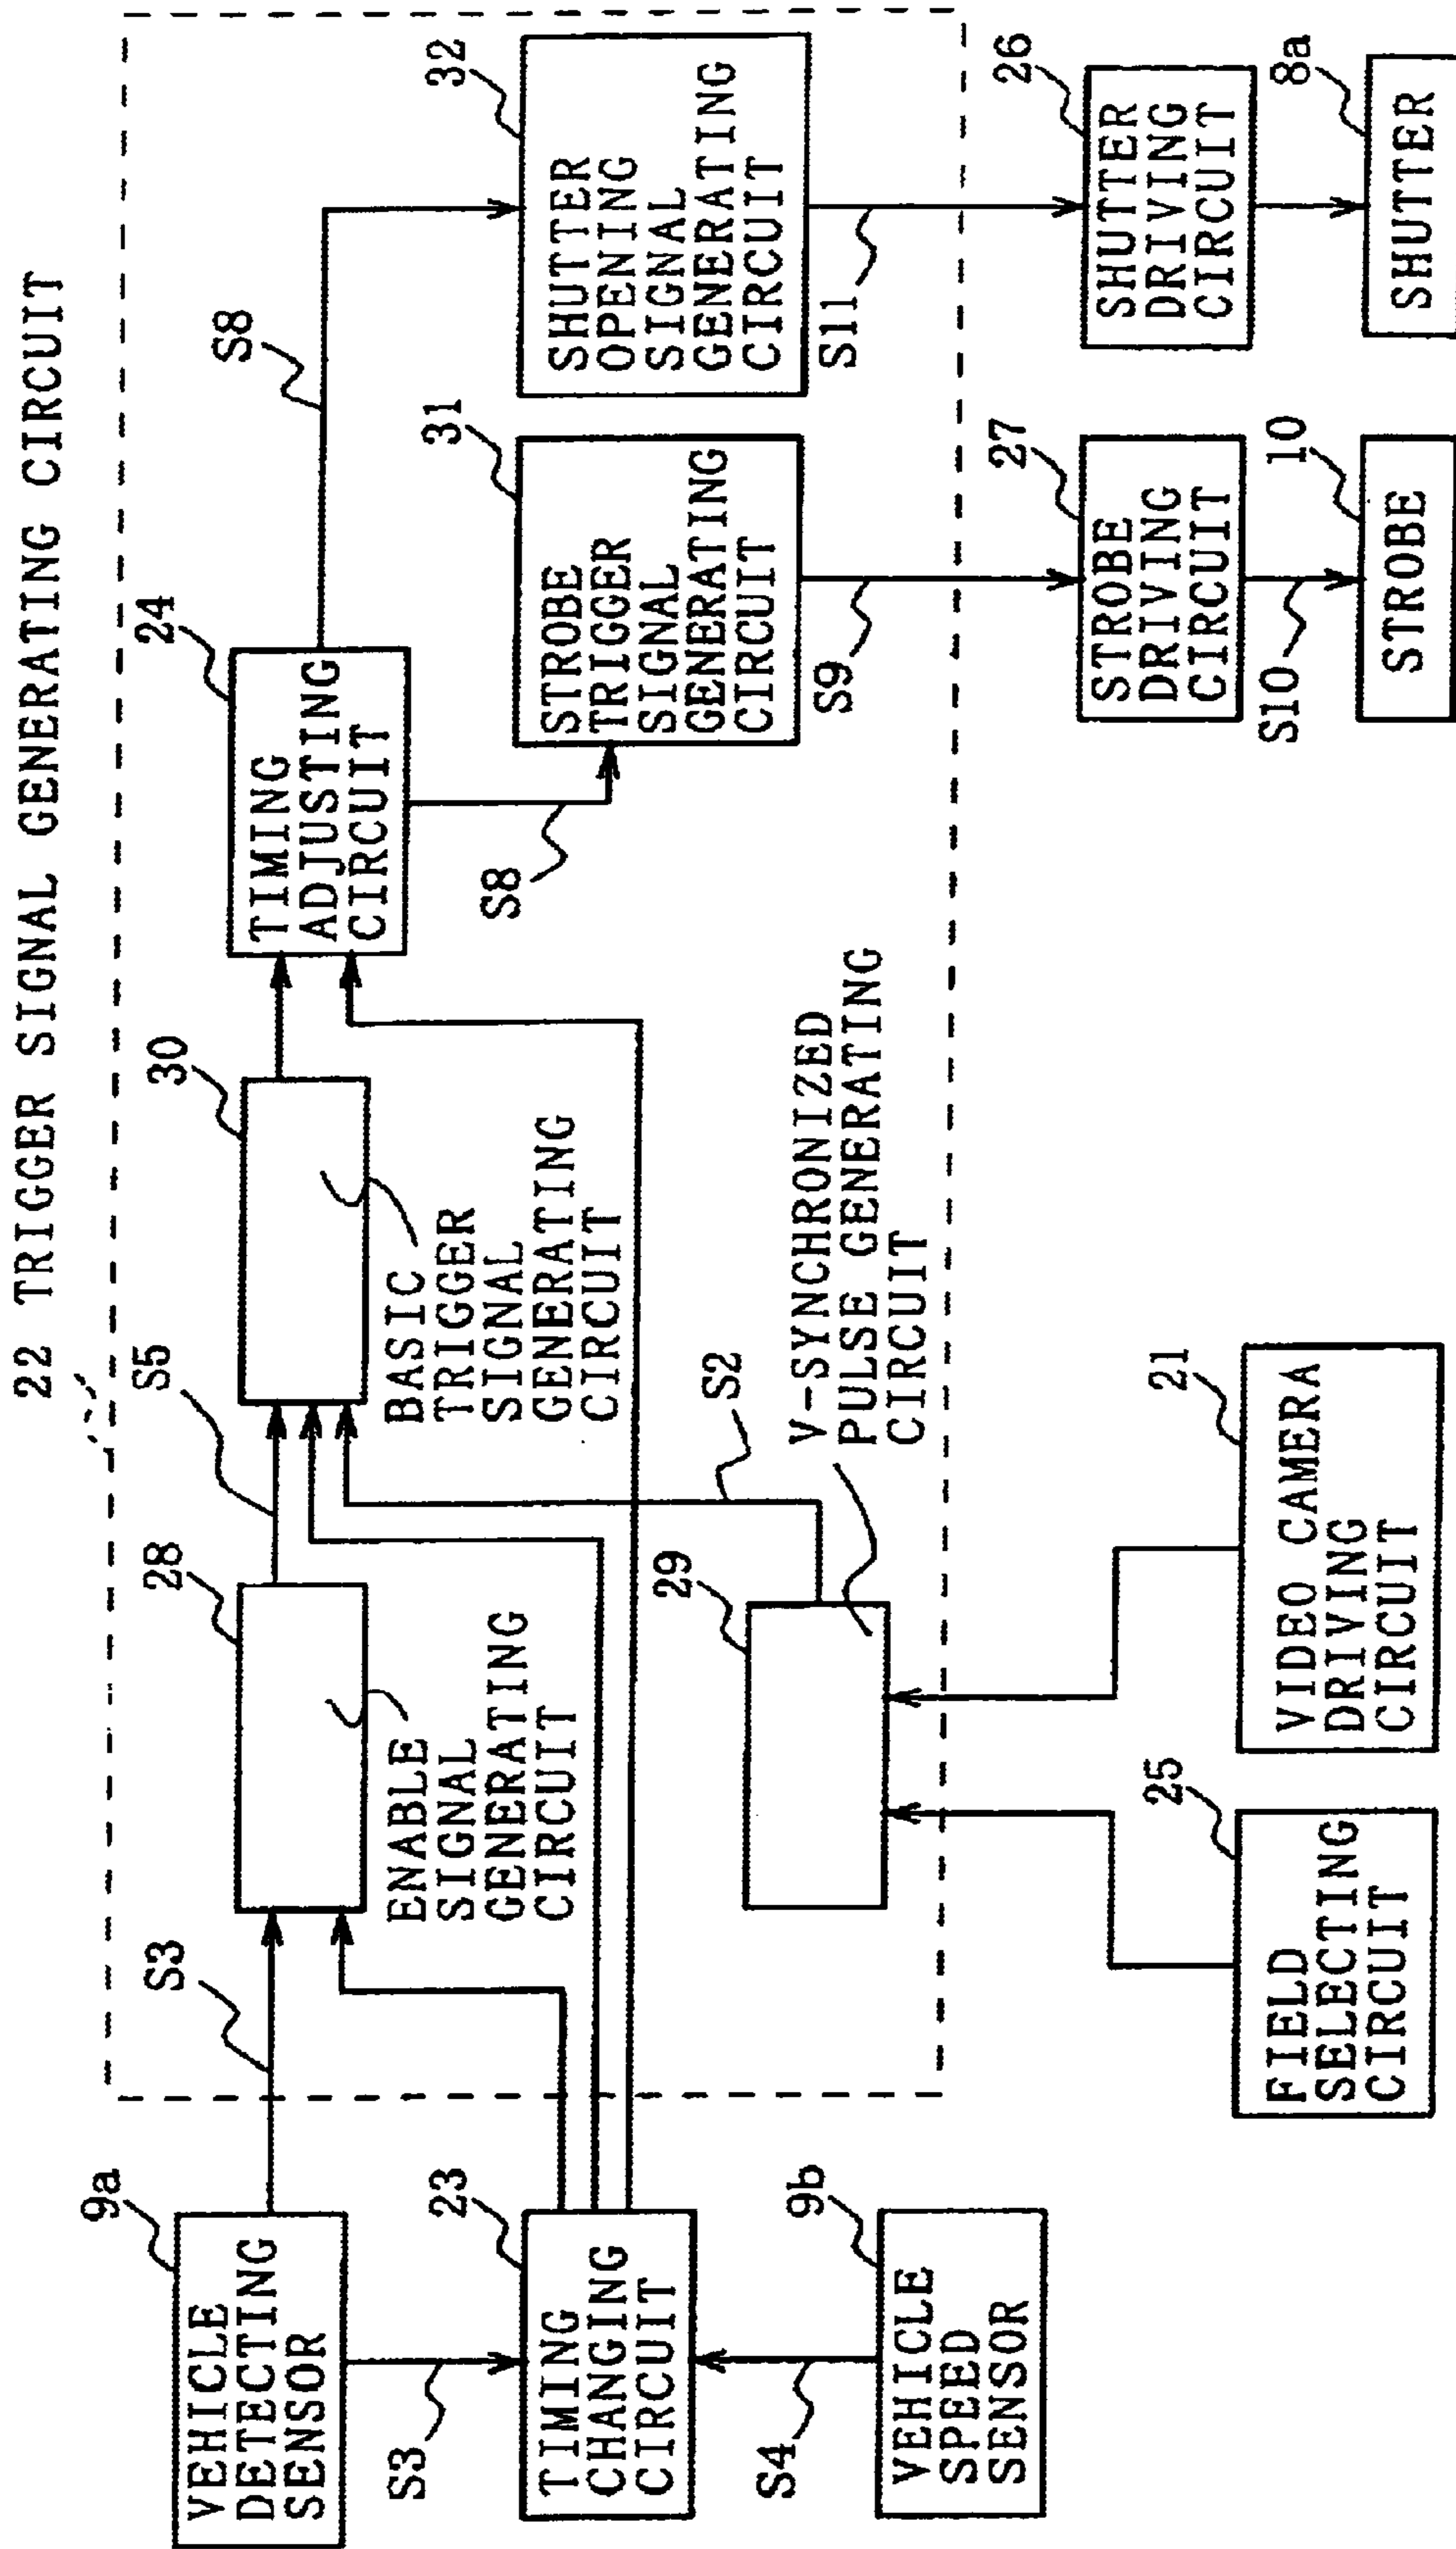 22 TRIGGER SIGNAL GENERATING CIRCUIT
9a
VEHICLE
DETECTING
SENSOR
S3
S3
23
TIMING
CHANGING
CIRCUIT
S4
9b
VEHICLE
SPEED
SENSOR
28
ENABLE
SIGNAL
GENERATING
CIRCUIT
S5
30
BASIC
TRIGGER
SIGNAL
GENERATING
CIRCUIT
29
S2
V-SYNCHRONIZED
PULSE GENERATING
CIRCUIT
25
FIELD
SELECTING
CIRCUIT
21
VIDEO CAMERA
DRIVING
CIRCUIT
24
TIMING
ADJUSTING
CIRCUIT
S8
S8
31
STROBE
TRIGGER
SIGNAL
GENERATING
CIRCUIT
32
SHUTTER
OPENING
SIGNAL
GENERATING
CIRCUIT
S9
S11
27
STROBE
DRIVING
CIRCUIT
26
SHUTTER
DRIVING
CIRCUIT
S10
10
STROBE
8a
SHUTTER